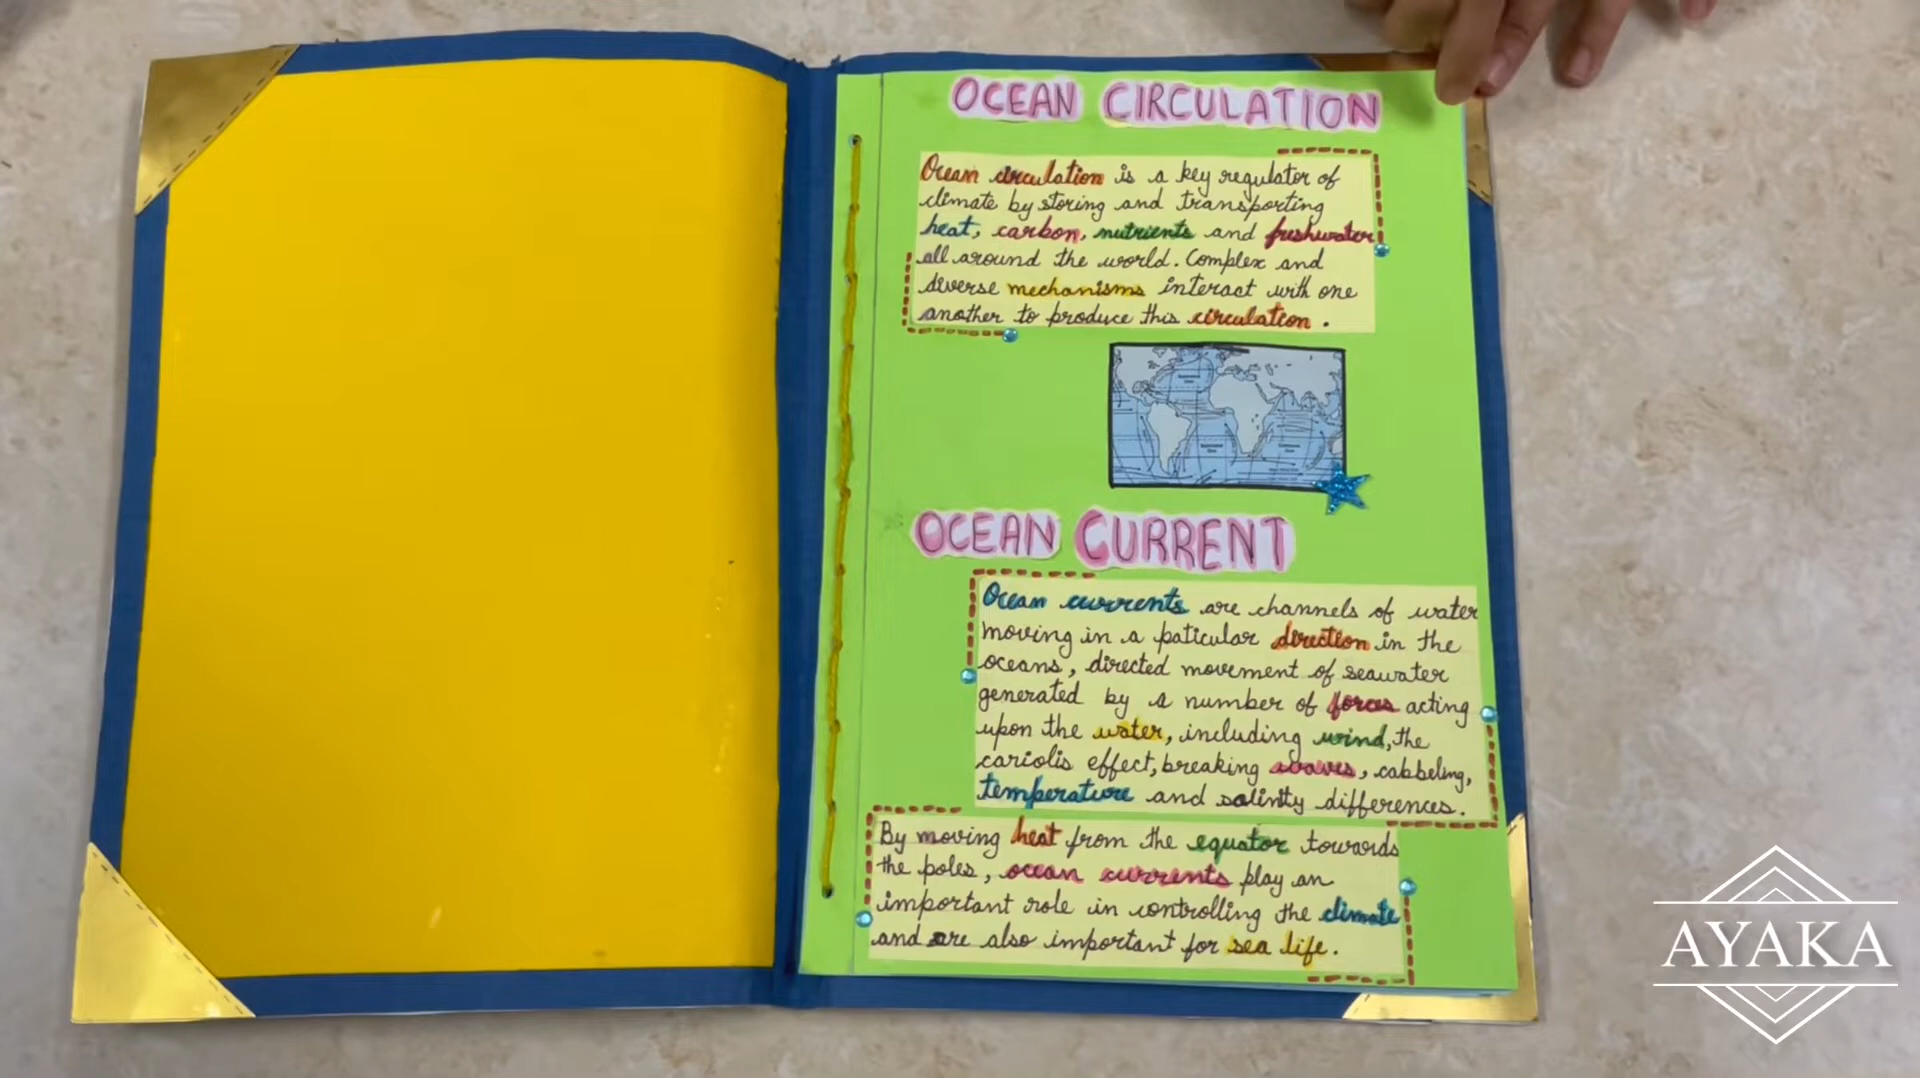 OCEAN CIRCULATION
Ocean circulation is a key regulator of
climate by storing and transporting
heat, carbon, nutrients and freshwater
all around the world. Complex and
diverse mechanisms interact with one
another to produce this circulation.
OCEAN CURRENT
Ocean currents are channels of water
moving in a paticular direction in the
oceans, directed movement of seawater
generated by a number of forces acting
upon the water, including wind, the
cariolis effect, breaking waves, cabbeling,
temperature and salinity differences.
By moving heat from the equator towards
the poles, ocean currents play an
important role in controlling the climate
and are also important for sea life.
AYAKA